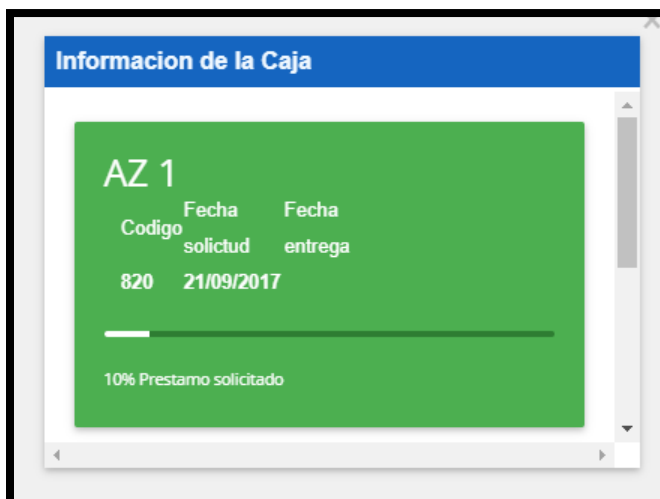 Informacion de la Caja
AZ 1
Codigo
Fecha solictud
Fecha entrega
820 21/09/2017
10% Prestamo solicitado